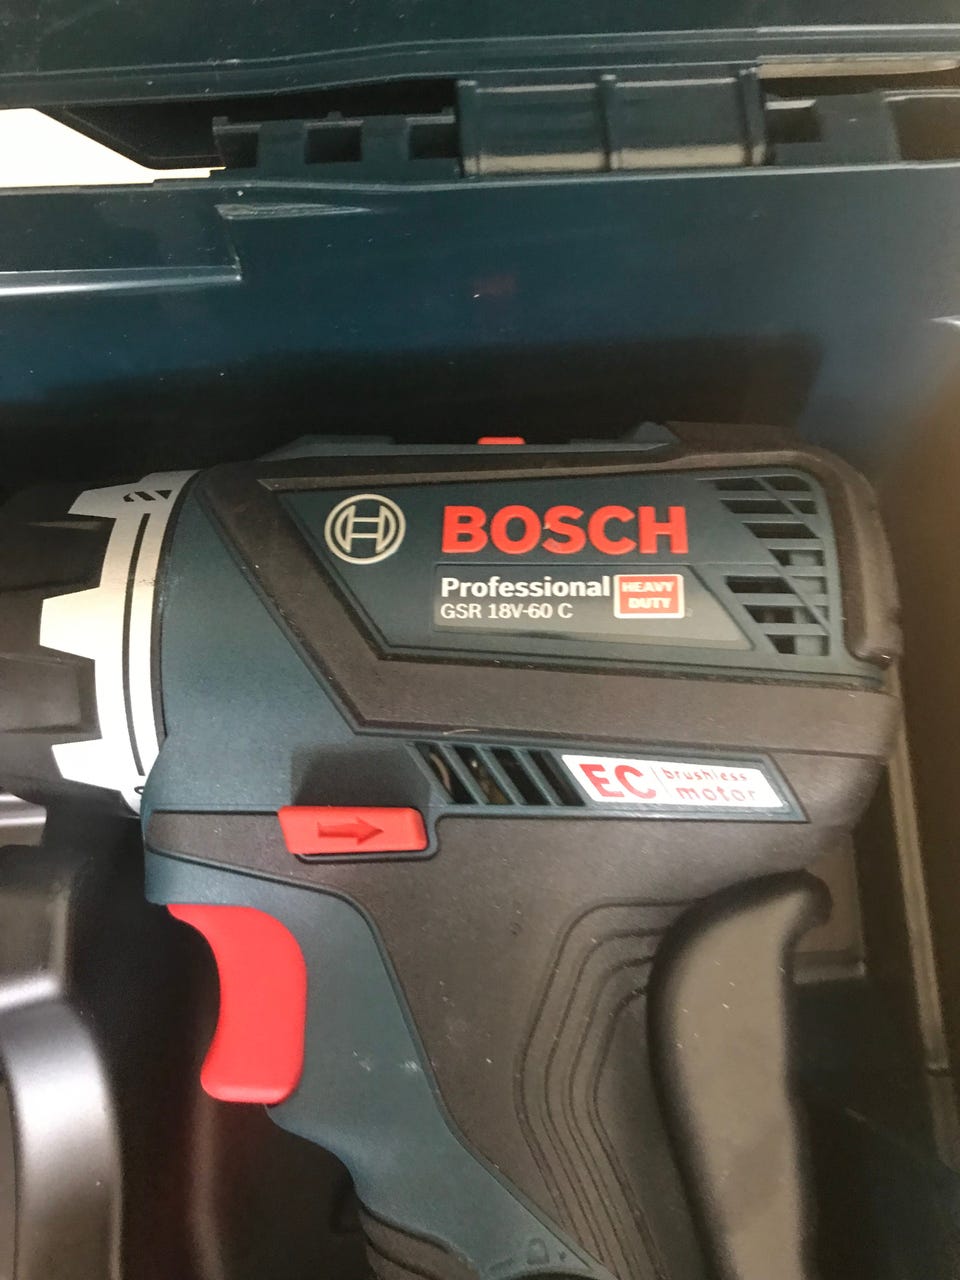 BOSCH
Professional HEAVY DUTY
GSR 18V-60 C
EC brushless motor